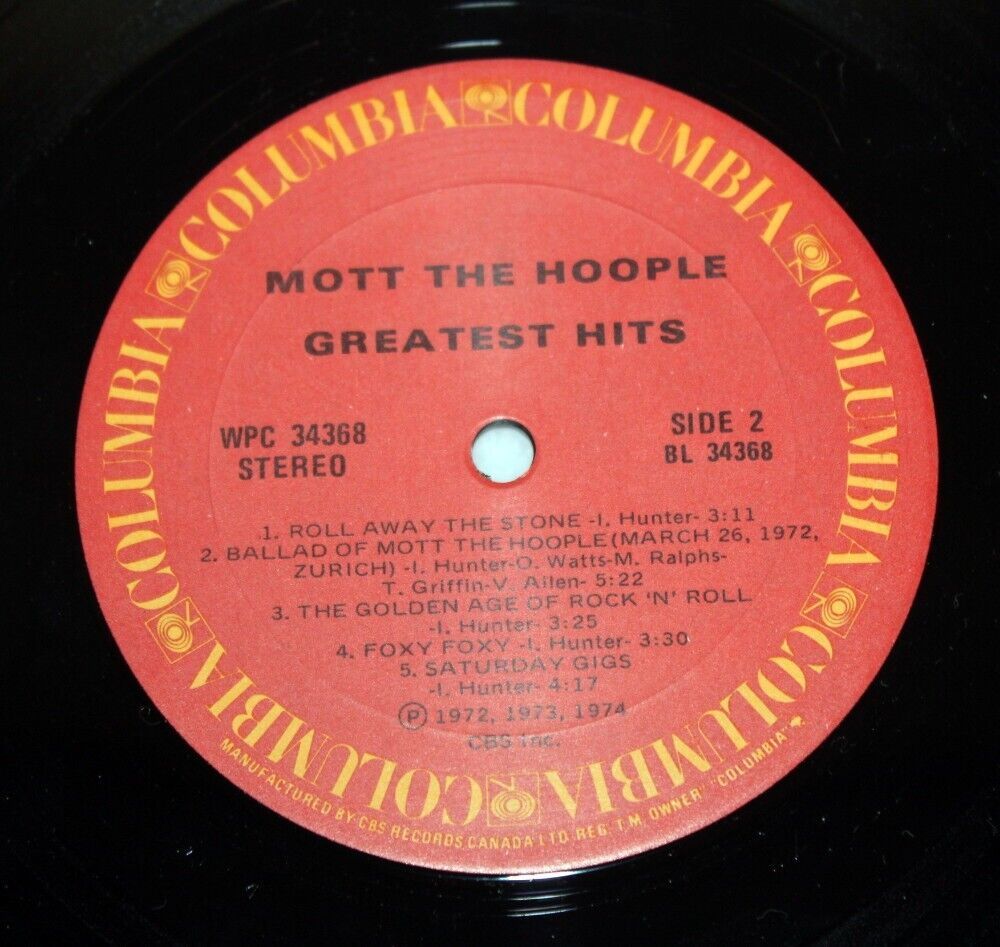 COLUMBIA COLUMBIA COLUMBIA COLUMBIA COLUMBIA COLUMBIA
MOTT THE HOOPLE
GREATEST HITS
WPC 34368
STEREO
SIDE 2
BL 34368
1. ROLL AWAY THE STONE -I. Hunter- 3:11
2. BALLAD OF MOTT THE HOOPLE (MARCH 26, 1972,
ZURICH) -I. Hunter-O. Watts-M. Ralphs-
T. Griffin-V. Allen- 5:22
3. THE GOLDEN AGE OF ROCK 'N' ROLL
-I. Hunter- 3:25
4. FOXY FOXY -I. Hunter- 3:30
5. SATURDAY GIGS
-I. Hunter- 4:17
Ⓟ 1972, 1973, 1974
CBS Inc.
MANUFACTURED BY CBS RECORDS CANADA LTD REG'T.M. OWNER "COLUMBIA"